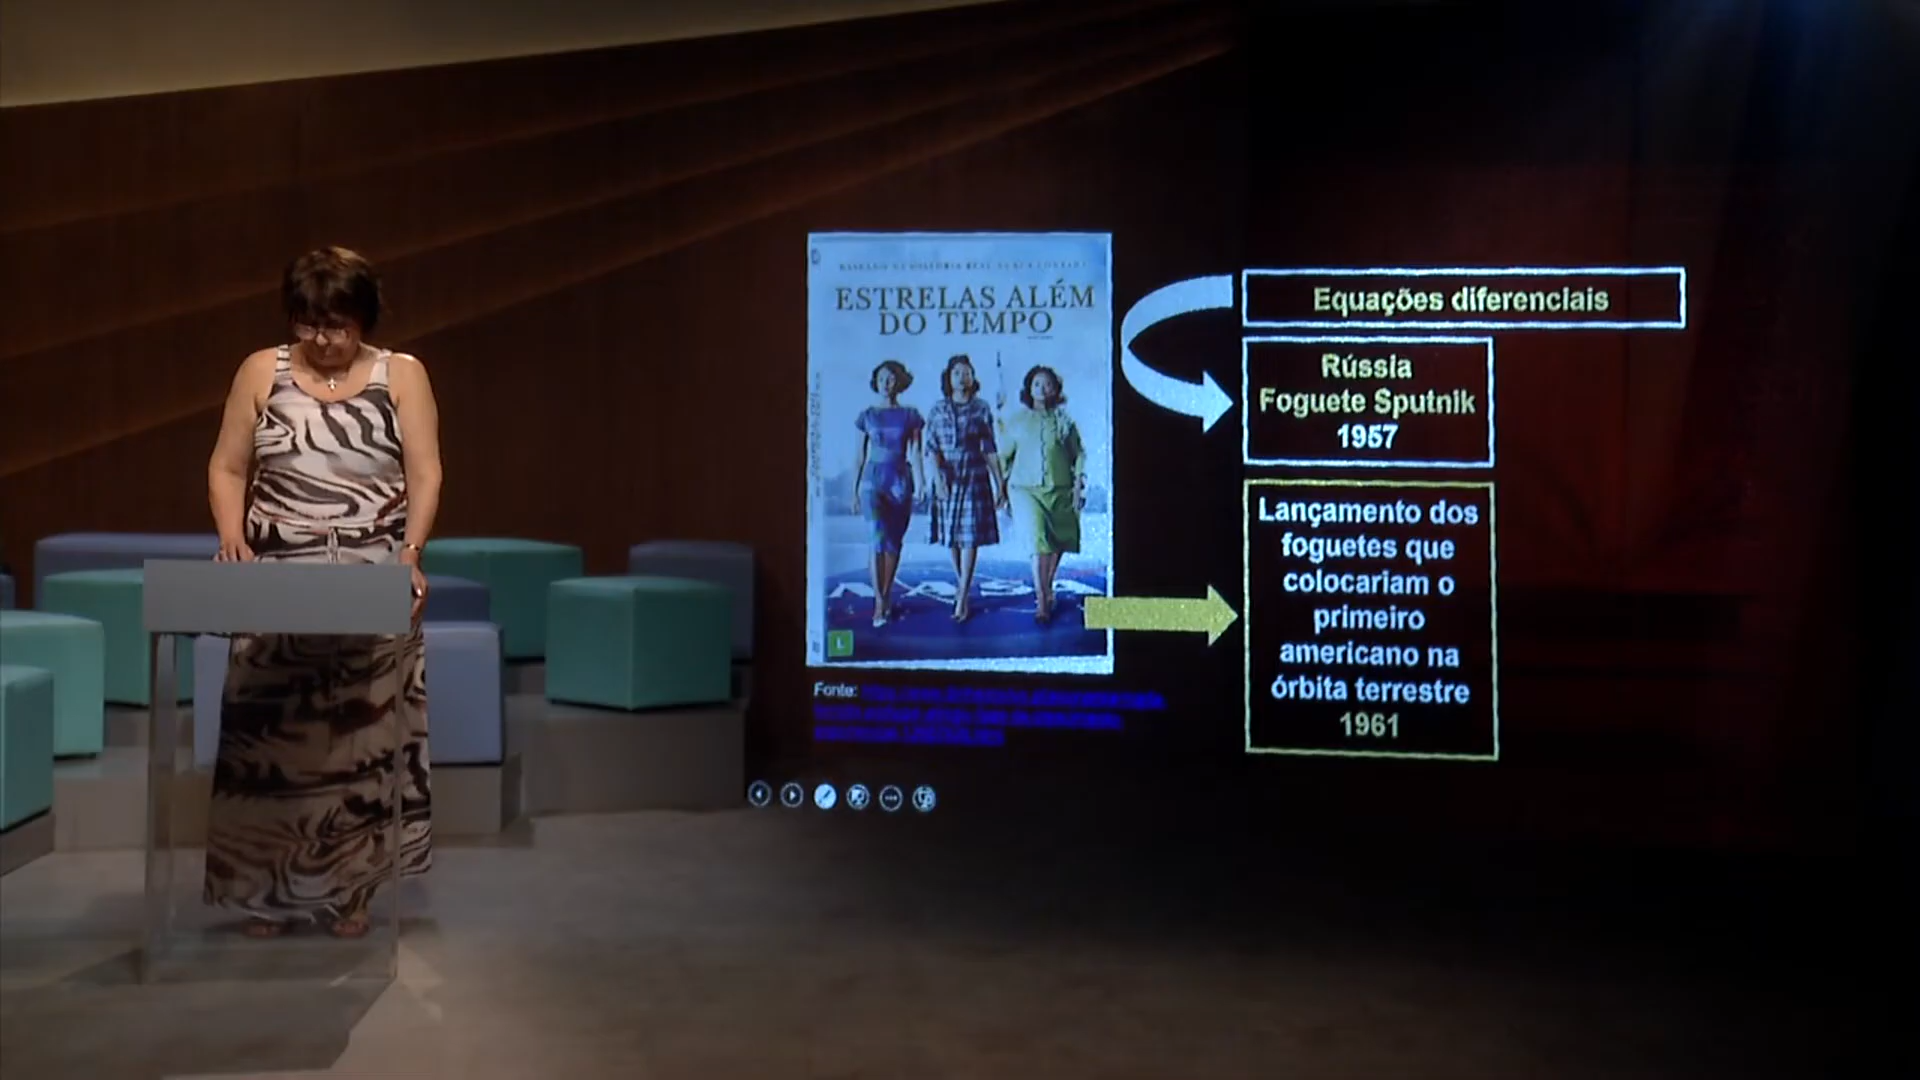 ESTRELAS ALÉM
DO TEMPO
NASA
L
Fonte:
Equações diferenciais
Rússia
Foguete Sputnik
1957
Lançamento dos
foguetes que
colocariam o
primeiro
americano na
órbita terrestre
1961